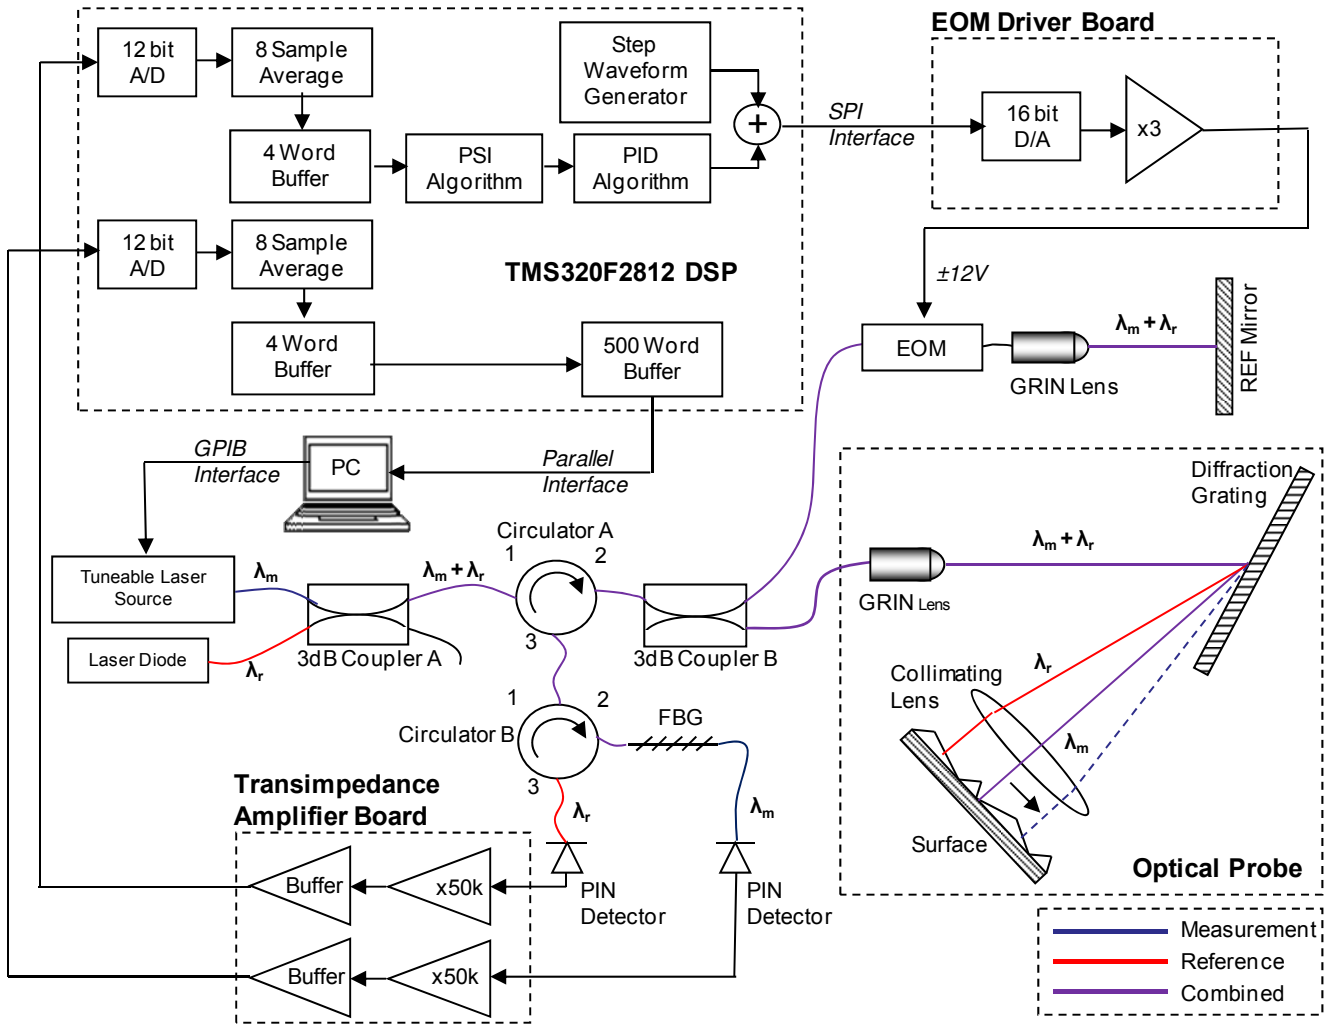 EOM Driver Board
12 bit
A/D
8 Sample
Average
Step
Waveform
Generator
+
SPI
Interface
16 bit
D/A
x3
4 Word
Buffer
PSI
Algorithm
PID
Algorithm
12 bit
A/D
8 Sample
Average
TMS320F2812 DSP
±12V
4 Word
Buffer
500 Word
Buffer
EOM
λm + λr
GRIN Lens
REF Mirror
GPIB
Interface
PC
Parallel
Interface
Diffraction
Grating
Circulator A
1
2
3
λm + λr
Tuneable Laser
Source
λm
λm + λr
GRIN Lens
Laser Diode
λr
3dB Coupler A
3dB Coupler B
λr
Collimating
Lens
λm
Surface
Optical Probe
1
2
Circulator B
3
FBG
Transimpedance
Amplifier Board
λr
λm
Buffer
x50k
PIN
Detector
PIN
Detector
Buffer
x50k
Measurement
Reference
Combined